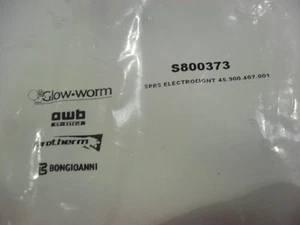 S800373
SPRS ELECTRODIGNT 45.900.407.001
Glow-worm
awb
Protherm
BONGIOANNI